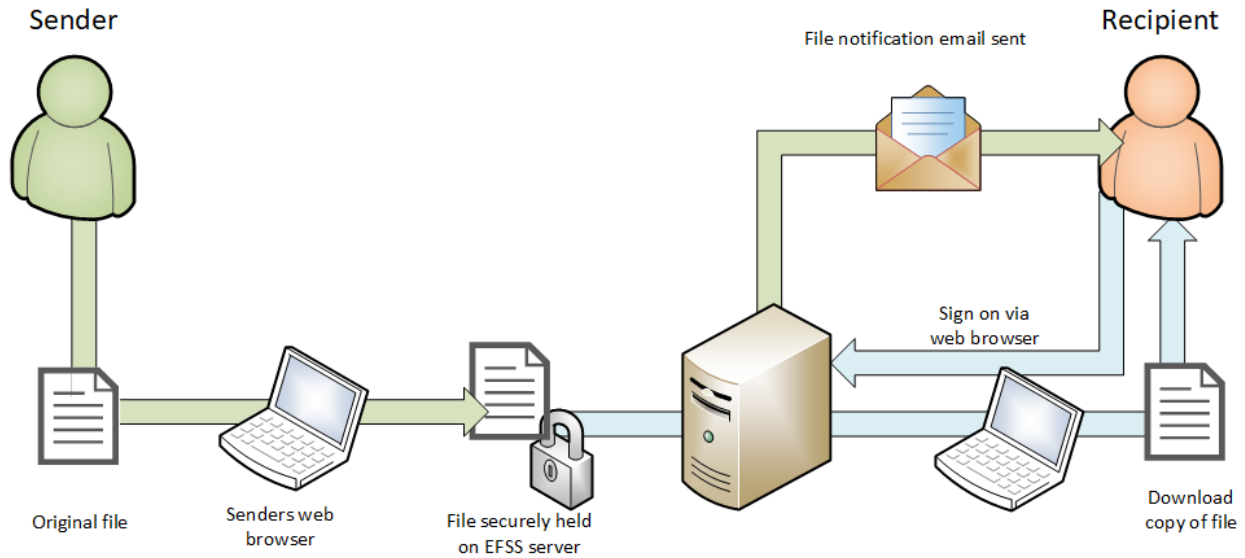 Sender
Recipient
File notification email sent
Sign on via
web browser
Original file
Senders web
browser
File securely held
on EFSS server
Download
copy of file